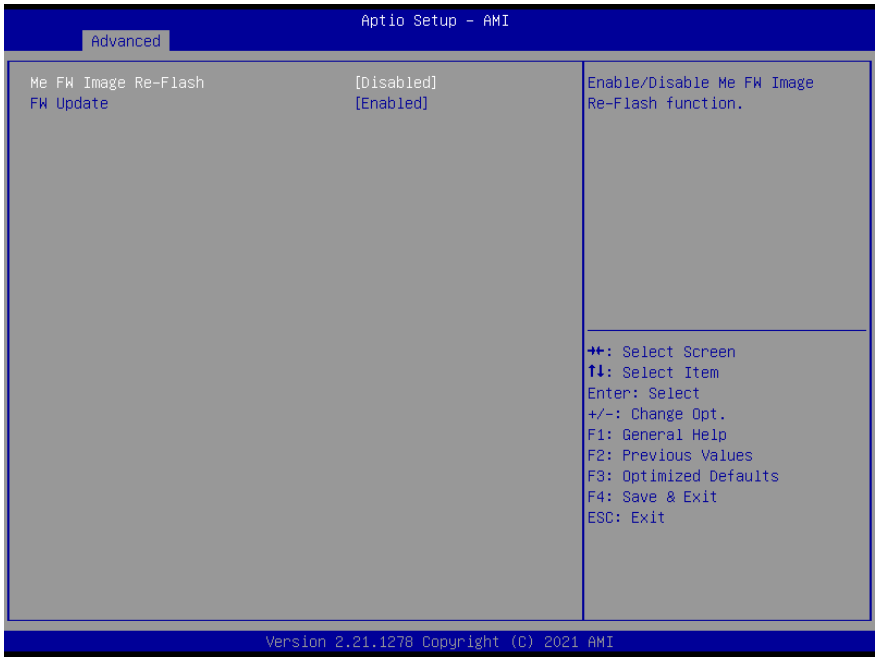 Aptio Setup – AMI
Advanced
Me FW Image Re-Flash [Disabled]
FW Update [Enabled]
Enable/Disable Me FW Image
Re-Flash function.
→←: Select Screen
↑↓: Select Item
Enter: Select
+/-: Change Opt.
F1: General Help
F2: Previous Values
F3: Optimized Defaults
F4: Save & Exit
ESC: Exit
Version 2.21.1278 Copyright (C) 2021 AMI